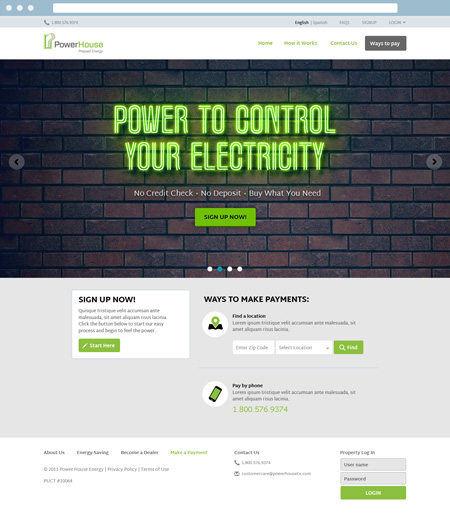 1.800.576.9374
English | Spanish
FAQS
SIGNUP
LOGIN
PowerHouse
Prepaid Energy
Home
How it Works
Contact Us
Ways to pay
POWER TO CONTROL
YOUR ELECTRICITY
No Credit Check • No Deposit • Buy What You Need
SIGN UP NOW!
SIGN UP NOW!
Quisque tristique velit accumsan ante
malesuada, sit amet aliquam risus lacinia.
Click the button below to start our easy
process and begin to feel the power.
Start Here
WAYS TO MAKE PAYMENTS:
Find a location
Lorem ipsum tristique velit accumsan ante malesuada, sit amet
aliquam risus lacinia.
Enter Zip Code
Select Location
Find
Pay by phone
Lorem ipsum tristique velit accumsan ante malesuada, sit amet
aliquam risus lacinia.
1.800.576.9374
About Us
Energy-Saving
Become a Dealer
Make a Payment
© 2013 Power House Energy | Privacy Policy | Terms of Use
PUCT #10064
Contact Us
1.800.576.9374
customercare@powerhousetx.com
Property Log In
User name
Password
LOGIN